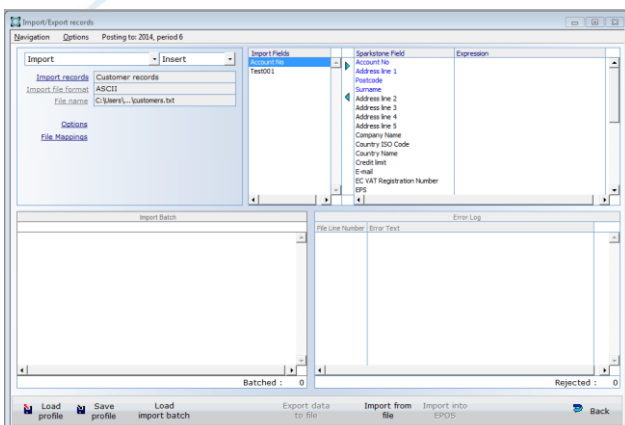 Import/Export records
Navigation Options Posting to: 2014, period 6
Import Insert
Import records Customer records
Import file format ASCII
File name C:\Users\...\customers.txt
Options
File Mappings
Import Fields
Account No
Test001
Sparkstone Field Expression
Account No
Address line 1
Postcode
Surname
Address line 2
Address line 3
Address line 4
Address line 5
Company Name
Country ISO Code
Country Name
Credit limit
E-mail
EC VAT Registration Number
EPS
Import Batch
Error Log
File Line Number Error Text
Batched : 0
Rejected : 0
Load profile
Save profile
Load import batch
Export data to file
Import from file
Import into EPOS
Back